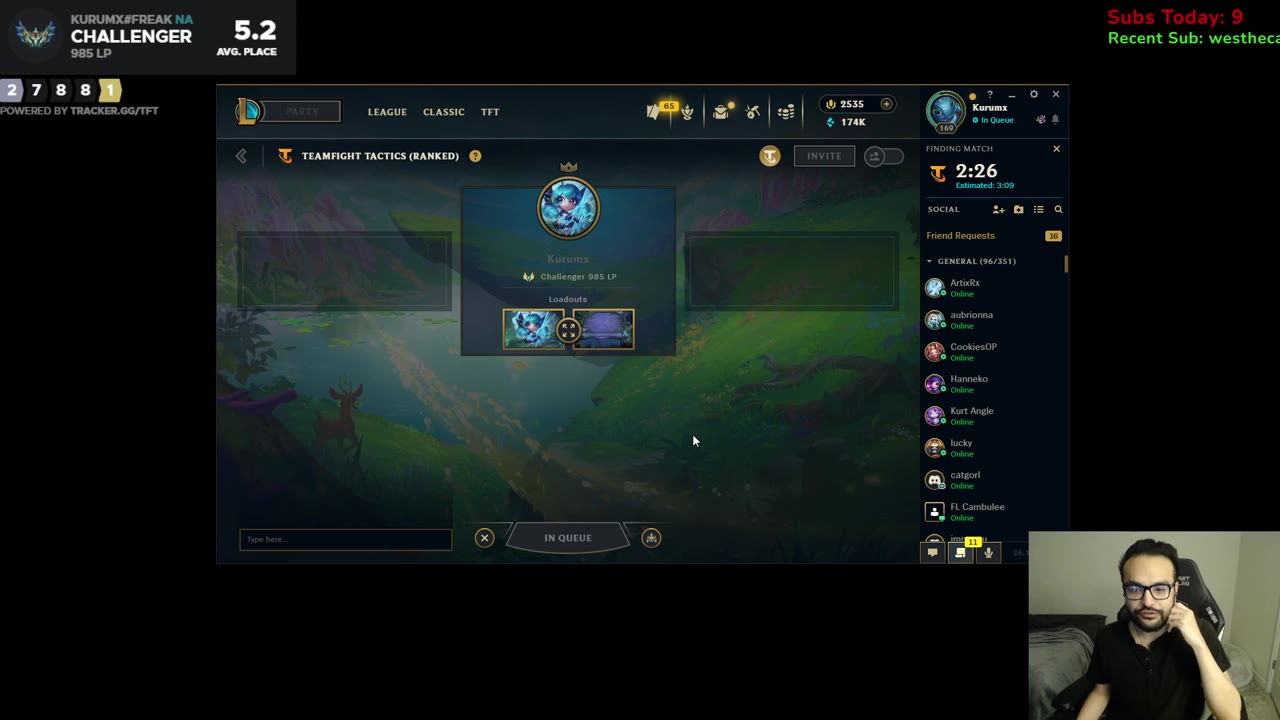 KURUMX#FREAK NA
CHALLENGER
985 LP
5.2
AVG. PLACE
2 7 8 8 1
POWERED BY TRACKER.GG/TFT
Subs Today: 9
Recent Sub: westheca
PARTY
LEAGUE
CLASSIC
TFT
65
2535
174K
169
Kurumx
In Queue
TEAMFIGHT TACTICS (RANKED)
?
INVITE
FINDING MATCH
2:26
Estimated: 3:09
SOCIAL
Friend Requests
16
GENERAL (96/351)
ArtixRx
Online
aubrionna
Online
CookiesOP
Online
Hanneko
Online
Kurt Angle
Online
lucky
Online
catgorl
Online
FL Cambulee
Online
Kurumx
Challenger 985 LP
Loadouts
Type here...
IN QUEUE
11